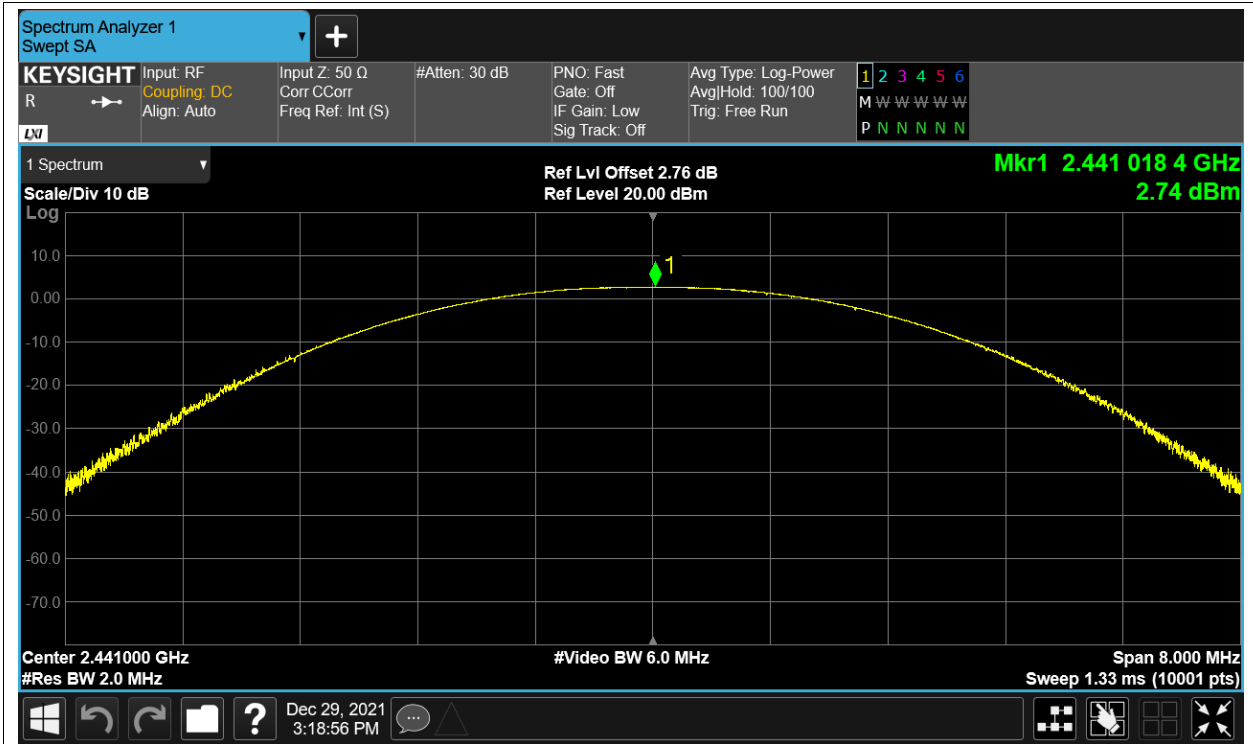 Spectrum Analyzer 1
Swept SA
KEYSIGHT
R
LXI
Input: RF
Coupling: DC
Align: Auto
Input Z: 50 Ω
Corr CCorr
Freq Ref: Int (S)
#Atten: 30 dB
PNO: Fast
Gate: Off
IF Gain: Low
Sig Track: Off
Avg Type: Log-Power
Avg|Hold: 100/100
Trig: Free Run
1 2 3 4 5 6
M W W W W W
P N N N N N
1 Spectrum
Scale/Div 10 dB
Log
Ref Lvl Offset 2.76 dB
Ref Level 20.00 dBm
Mkr1 2.441 018 4 GHz
2.74 dBm
1
10.0
0.00
-10.0
-20.0
-30.0
-40.0
-50.0
-60.0
-70.0
Center 2.441000 GHz
#Res BW 2.0 MHz
#Video BW 6.0 MHz
Span 8.000 MHz
Sweep 1.33 ms (10001 pts)
?
Dec 29, 2021
3:18:56 PM